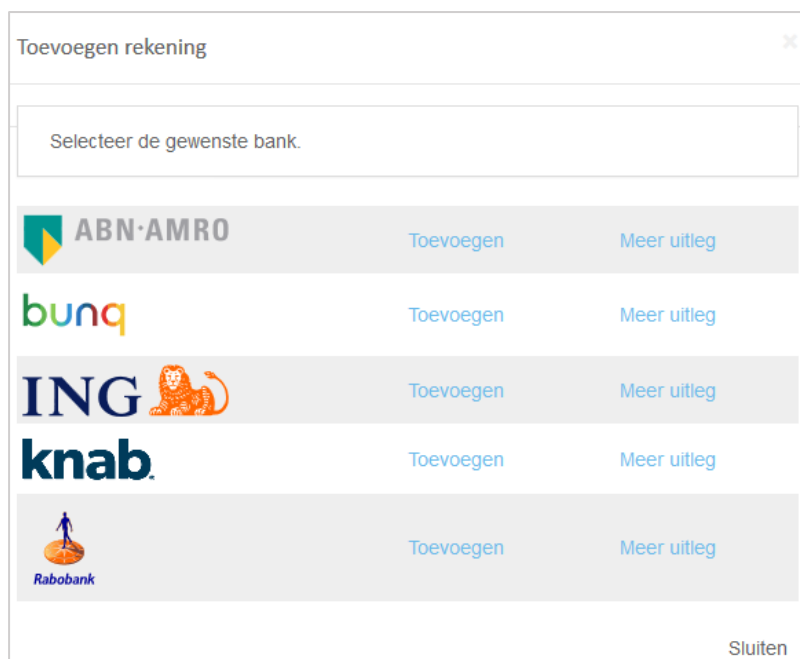 Toevoegen rekening
×
Selecteer de gewenste bank.
ABN·AMRO Toevoegen Meer uitleg
bunq Toevoegen Meer uitleg
ING Toevoegen Meer uitleg
knab. Toevoegen Meer uitleg
Rabobank Toevoegen Meer uitleg
Sluiten